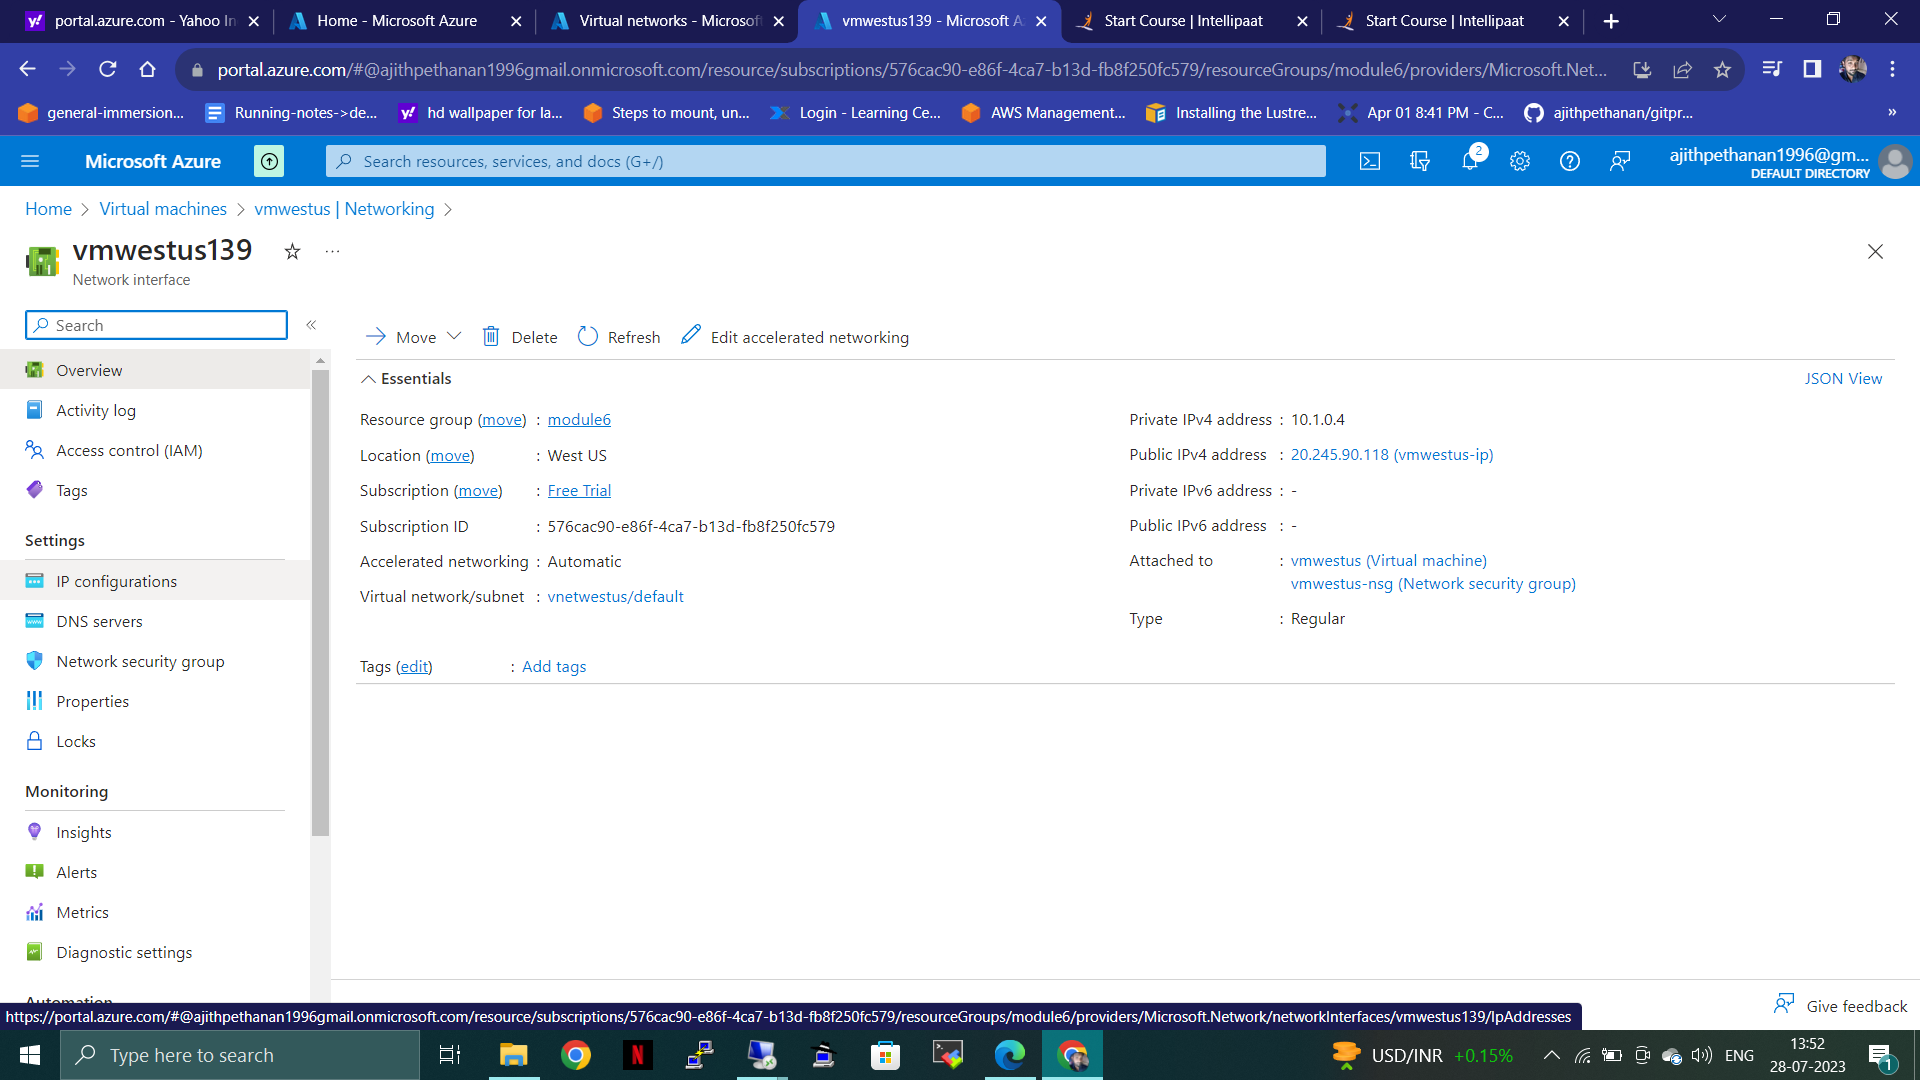 portal.azure.com - Yahoo In
Home - Microsoft Azure
Virtual networks - Microsoft
vmwestus139 - Microsoft A
Start Course | Intellipaat
Start Course | Intellipaat
portal.azure.com/#@ajithpethanan1996gmail.onmicrosoft.com/resource/subscriptions/576cac90-e86f-4ca7-b13d-fb8f250fc579/resourceGroups/module6/providers/Microsoft.Net...
general-immersion...
Running-notes->de...
hd wallpaper for la...
Steps to mount, un...
Login - Learning Ce...
AWS Management...
Installing the Lustre...
Apr 01 8:41 PM - C...
ajithpethanan/gitpr...
»
Microsoft Azure
Search resources, services, and docs (G+/)
2
ajithpethanan1996@gm...
DEFAULT DIRECTORY
Home > Virtual machines > vmwestus | Networking >
vmwestus139
Network interface
Search
«
Move
Delete
Refresh
Edit accelerated networking
Overview
Activity log
Access control (IAM)
Tags
Settings
IP configurations
DNS servers
Network security group
Properties
Locks
Monitoring
Insights
Alerts
Metrics
Diagnostic settings
Automation
Essentials
JSON View
Resource group (move) : module6
Location (move) : West US
Subscription (move) : Free Trial
Subscription ID : 576cac90-e86f-4ca7-b13d-fb8f250fc579
Accelerated networking : Automatic
Virtual network/subnet : vnetwestus/default
Private IPv4 address : 10.1.0.4
Public IPv4 address : 20.245.90.118 (vmwestus-ip)
Private IPv6 address : -
Public IPv6 address : -
Attached to : vmwestus (Virtual machine)
vmwestus-nsg (Network security group)
Type : Regular
Tags (edit) : Add tags
Give feedback
https://portal.azure.com/#@ajithpethanan1996gmail.onmicrosoft.com/resource/subscriptions/576cac90-e86f-4ca7-b13d-fb8f250fc579/resourceGroups/module6/providers/Microsoft.Network/networkInterfaces/vmwestus139/IpAddresses
Type here to search
USD/INR +0.15%
ENG
13:52
28-07-2023
1